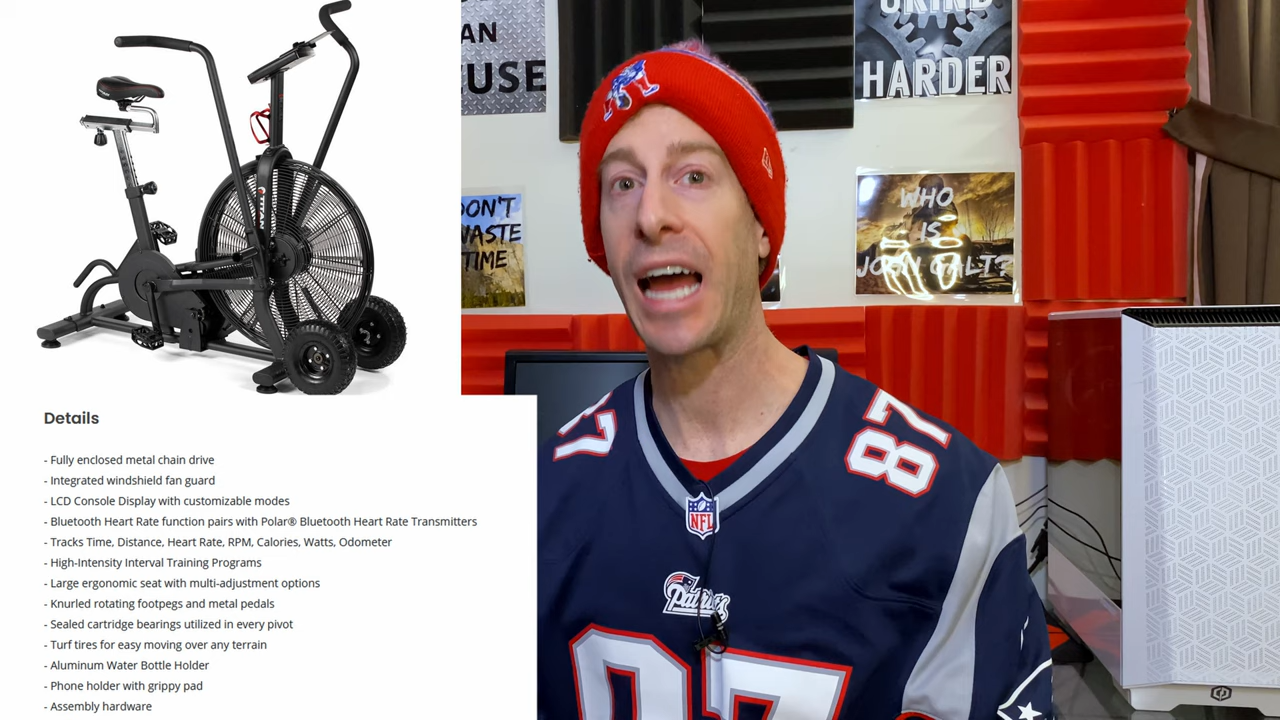 AN
USE
GRIND
HARDER
DON'T
WASTE
TIME
WHO
IS
JOHN GALT?
TITAN
87
87
NFL
Patriots
87
Details
- Fully enclosed metal chain drive
- Integrated windshield fan guard
- LCD Console Display with customizable modes
- Bluetooth Heart Rate function pairs with Polar® Bluetooth Heart Rate Transmitters
- Tracks Time, Distance, Heart Rate, RPM, Calories, Watts, Odometer
- High-Intensity Interval Training Programs
- Large ergonomic seat with multi-adjustment options
- Knurled rotating footpegs and metal pedals
- Sealed cartridge bearings utilized in every pivot
- Turf tires for easy moving over any terrain
- Aluminum Water Bottle Holder
- Phone holder with grippy pad
- Assembly hardware